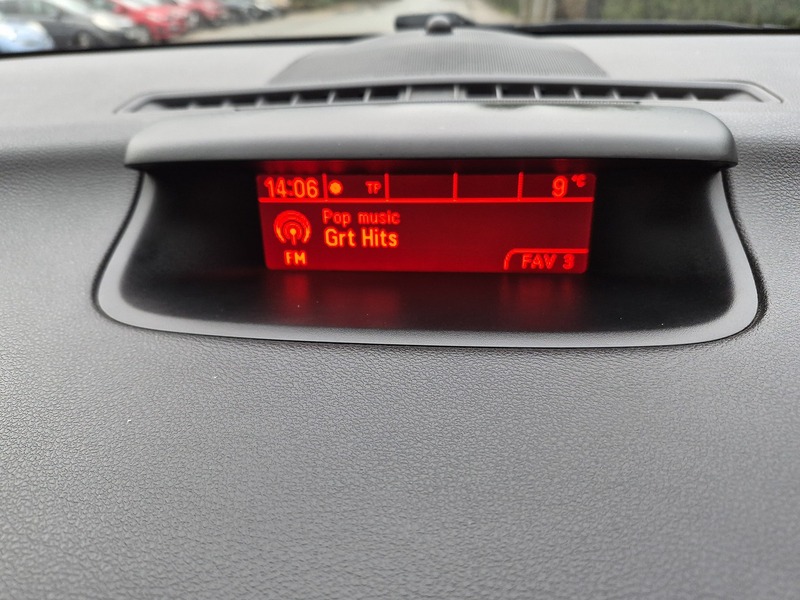 14:06 TP 9 °C
Pop music
Grt Hits
FM FAV 3